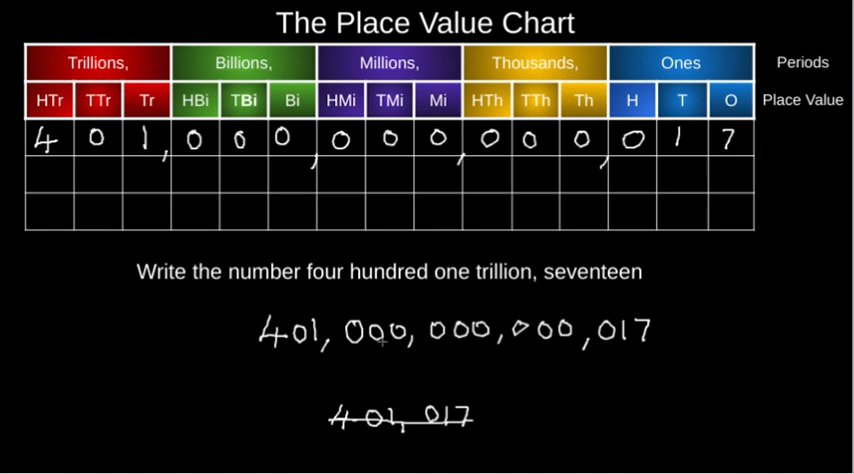 The Place Value Chart
Trillions, Billions, Millions, Thousands, Ones Periods
HTr TTr Tr HBi TBi Bi HMi TMi Mi HTh TTh Th H T O Place Value
4 0 1, 0 0 0, 0 0 0, 0 0 0, 0 1 7
Write the number four hundred one trillion, seventeen
401, 000, 000, 000, 017
401, 017